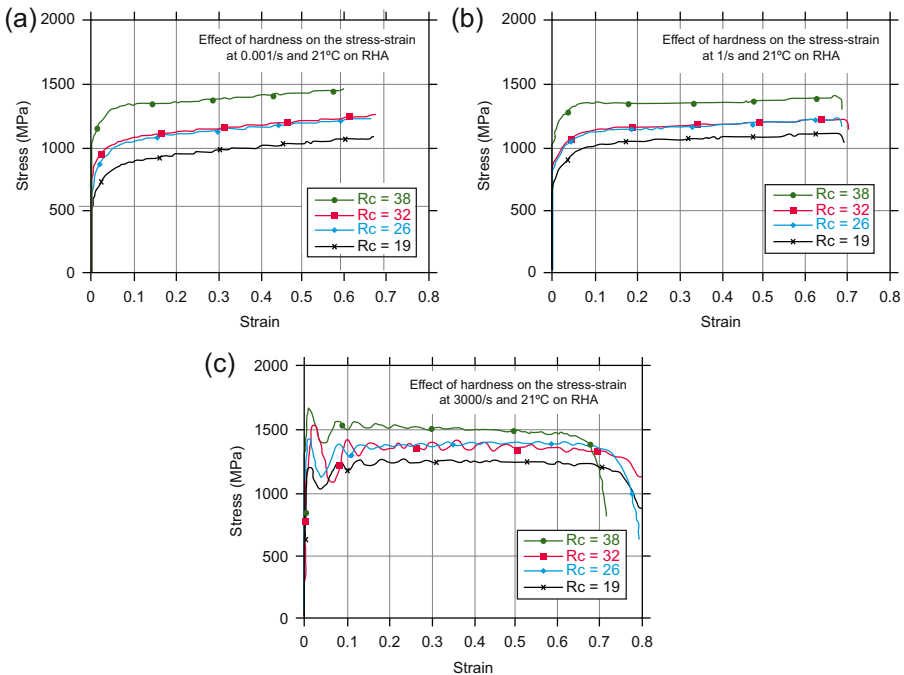 (a)
2000
1500
1000
500
0
Stress (MPa)
Effect of hardness on the stress-strain
at 0.001/s and 21ºC on RHA
Rc = 38
Rc = 32
Rc = 26
Rc = 19
0 0.1 0.2 0.3 0.4 0.5 0.6 0.7 0.8
Strain
(b)
2000
1500
1000
500
0
Stress (MPa)
Effect of hardness on the stress-strain
at 1/s and 21ºC on RHA
Rc = 38
Rc = 32
Rc = 26
Rc = 19
0 0.1 0.2 0.3 0.4 0.5 0.6 0.7 0.8
Strain
(c)
2000
1500
1000
500
0
Stress (MPa)
Effect of hardness on the stress-strain
at 3000/s and 21ºC on RHA
Rc = 38
Rc = 32
Rc = 26
Rc = 19
0 0.1 0.2 0.3 0.4 0.5 0.6 0.7 0.8
Strain